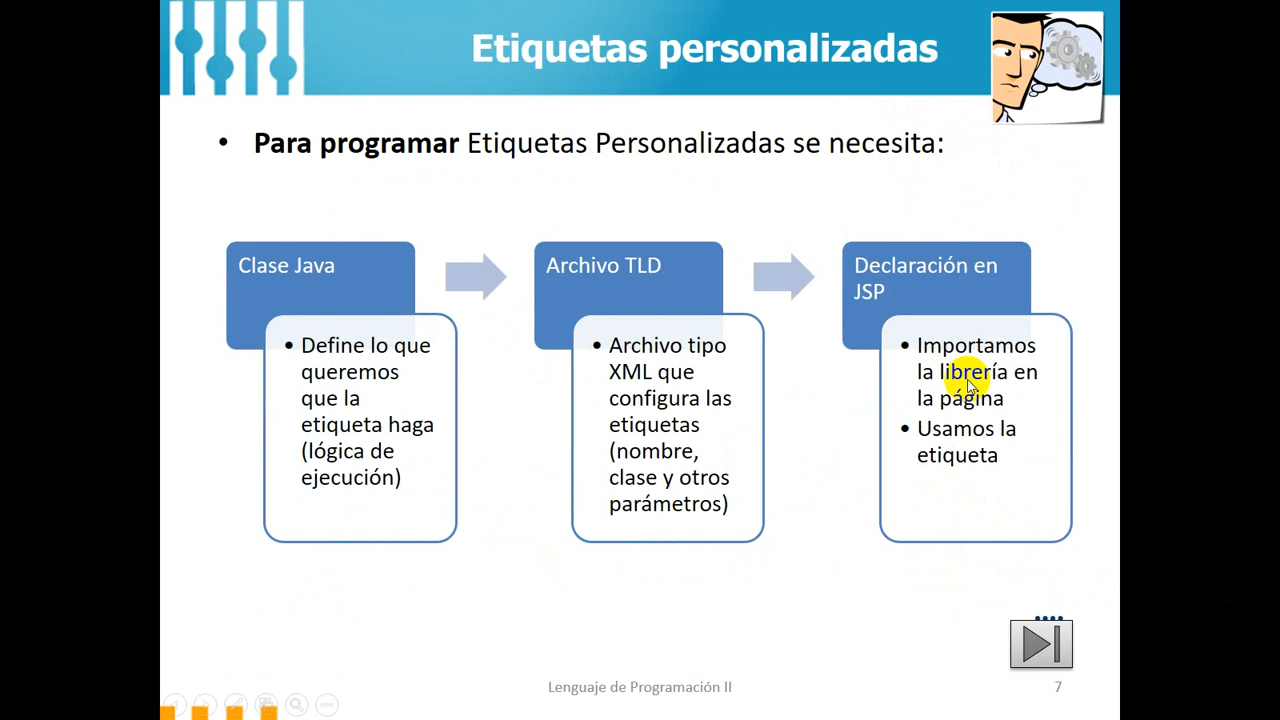 Etiquetas personalizadas
• Para programar Etiquetas Personalizadas se necesita:
Clase Java
• Define lo que
queremos
que la
etiqueta haga
(lógica de
ejecución)
Archivo TLD
• Archivo tipo
XML que
configura las
etiquetas
(nombre,
clase y otros
parámetros)
Declaración en
JSP
• Importamos
la librería en
la página
• Usamos la
etiqueta
Lenguaje de Programación II
7